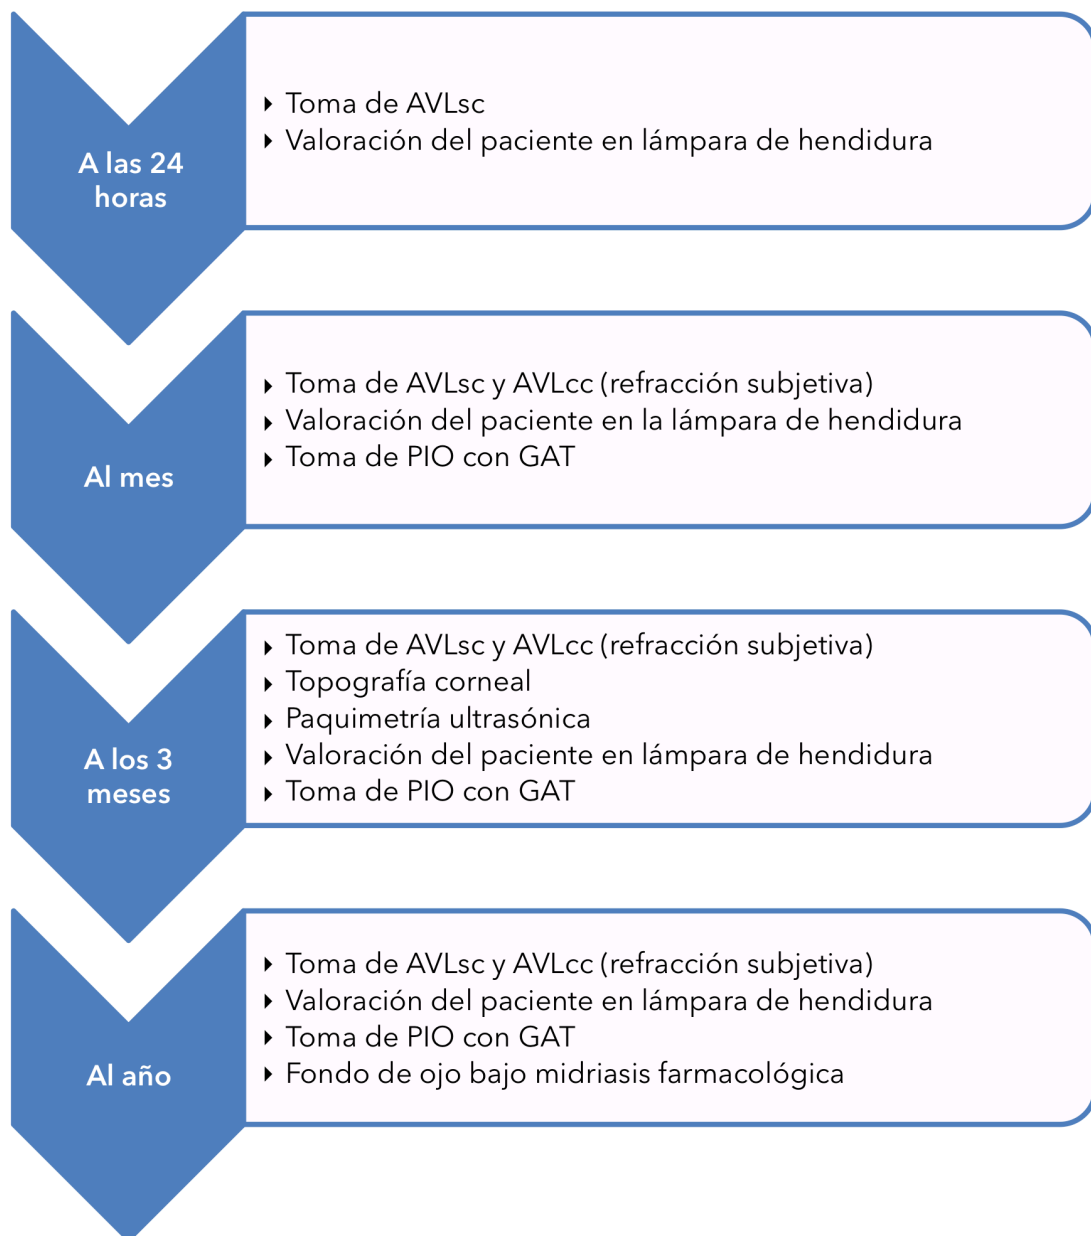 A las 24
horas
Toma de AVLsc
Valoración del paciente en lámpara de hendidura
Al mes
Toma de AVLsc y AVLcc (refracción subjetiva)
Valoración del paciente en la lámpara de hendidura
Toma de PIO con GAT
A los 3
meses
Toma de AVLsc y AVLcc (refracción subjetiva)
Topografía corneal
Paquimetría ultrasónica
Valoración del paciente en lámpara de hendidura
Toma de PIO con GAT
Al año
Toma de AVLsc y AVLcc (refracción subjetiva)
Valoración del paciente en lámpara de hendidura
Toma de PIO con GAT
Fondo de ojo bajo midriasis farmacológica